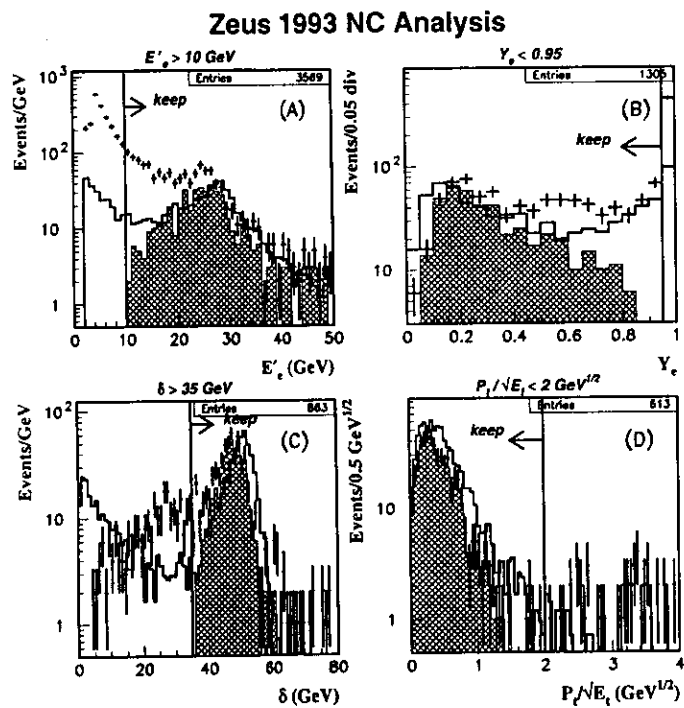 Zeus 1993 NC Analysis
E'e > 10 GeV
Entries 3569
keep
(A)
Events/GeV
10³
10²
10
1
0 10 20 30 40 50
E'e (GeV)
Ye < 0.95
Entries 1305
keep
(B)
Events/0.05 div
10²
10
0 0.2 0.4 0.6 0.8 1
Ye
δ > 35 GeV
Entries 863
keep
(C)
Events/GeV
10²
10
1
0 20 40 60 80
δ (GeV)
Pt/√Et < 2 GeV1/2
Entries 613
keep
(D)
Events/0.5 GeV1/2
10
1
0 1 2 3 4
Pt/√Et (GeV1/2)